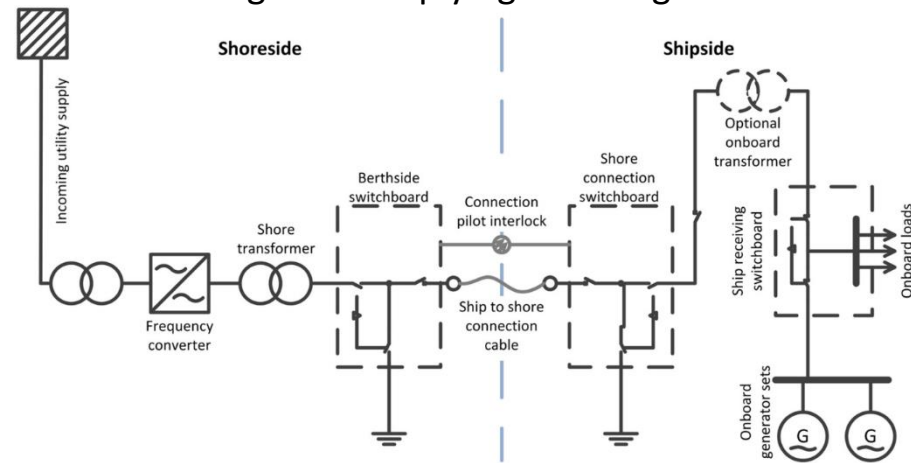 Shoreside
Shipside
Incoming utility supply
Optional
onboard
transformer
Berthside
switchboard
Connection
pilot interlock
Shore
connection
switchboard
Shore
transformer
Ship receiving
switchboard
Onboard loads
Frequency
converter
Ship to shore
connection
cable
Onboard
generator sets
G
G